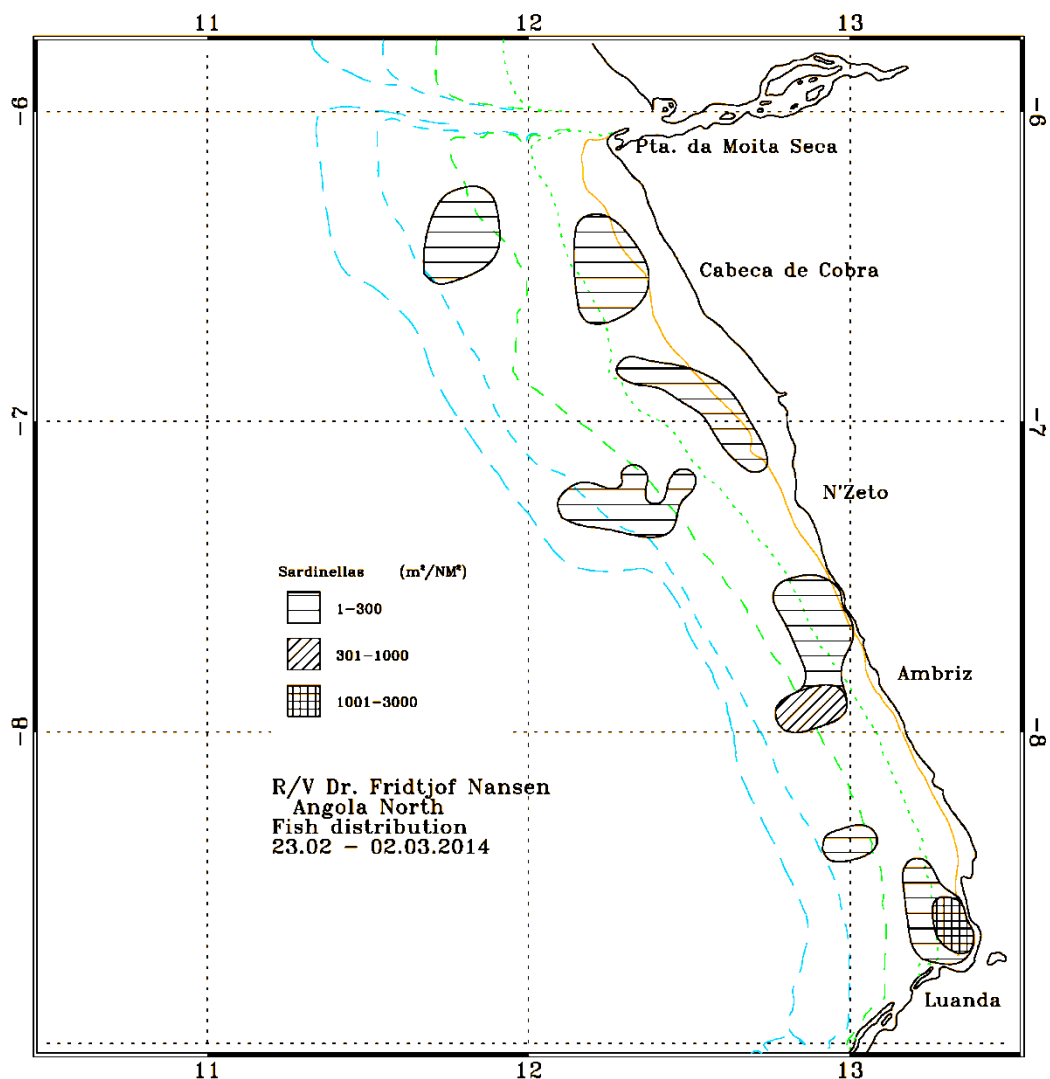 11 12 13
-6 6
Pta. da Moita Seca
Cabeca de Cobra
-7 -7
N'Zeto
Sardinellas (m²/NM²)
1-300
301-1000
Ambriz
1001-3000
-8 -8
R/V Dr. Fridtjof Nansen
Angola North
Fish distribution
23.02 - 02.03.2014
Luanda
11 12 13